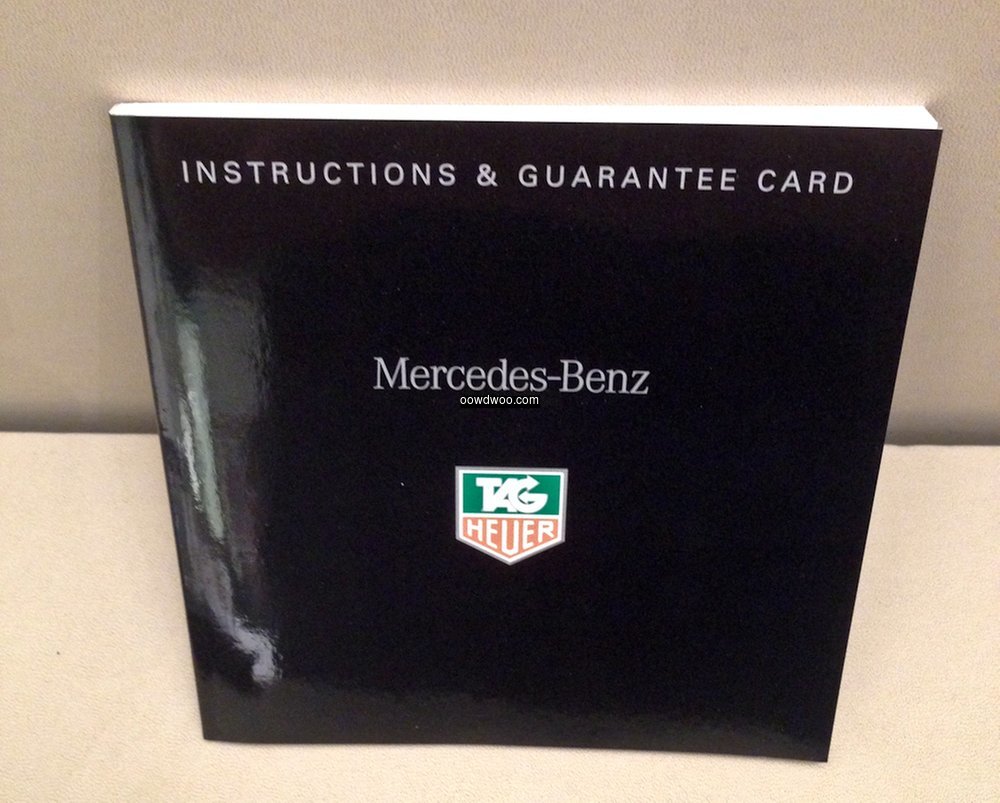 INSTRUCTIONS & GUARANTEE CARD
Mercedes-Benz
oowdwoo.com
TAG
HEUER